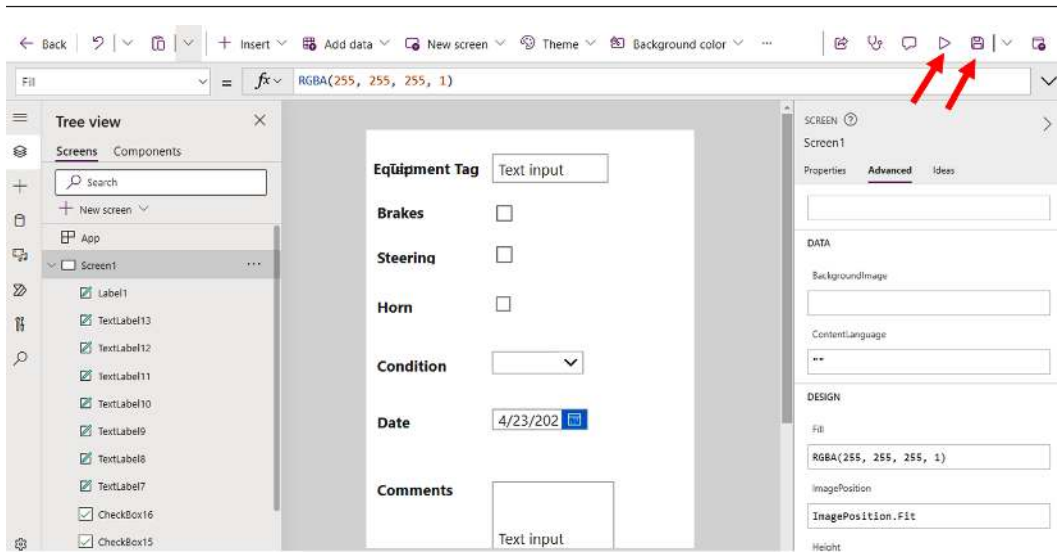 Back Insert Add data New screen Theme Background color ...
Fill = fx RGBA(255, 255, 255, 1)
Tree view
Screens Components
Search
New screen
App
Screen1 ...
Label1
TextLabel13
TextLabel12
TextLabel11
TextLabel10
TextLabel9
TextLabel8
TextLabel7
CheckBox16
CheckBox15
Equipment Tag Text input
Brakes
Steering
Horn
Condition
Date 4/23/202
Comments
Text input
SCREEN
Screen1
Properties Advanced Ideas
DATA
BackgroundImage
ContentLanguage
""
DESIGN
Fill
RGBA(255, 255, 255, 1)
ImagePosition
ImagePosition.Fit
Height